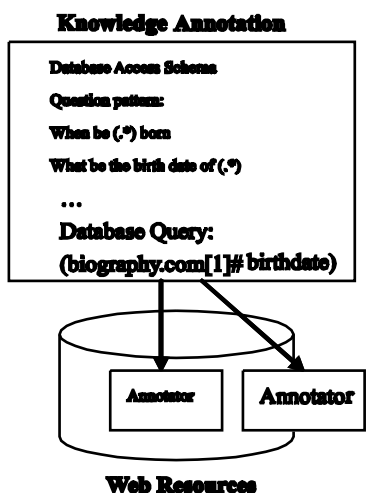 Knowledge Annotation
Database Access Schema
Question pattern:
When be (.*) born
What be the birth date of (.*)
...
Database Query:
(biography.com[1]# birthdate)
Annotator
Annotator
Web Resources